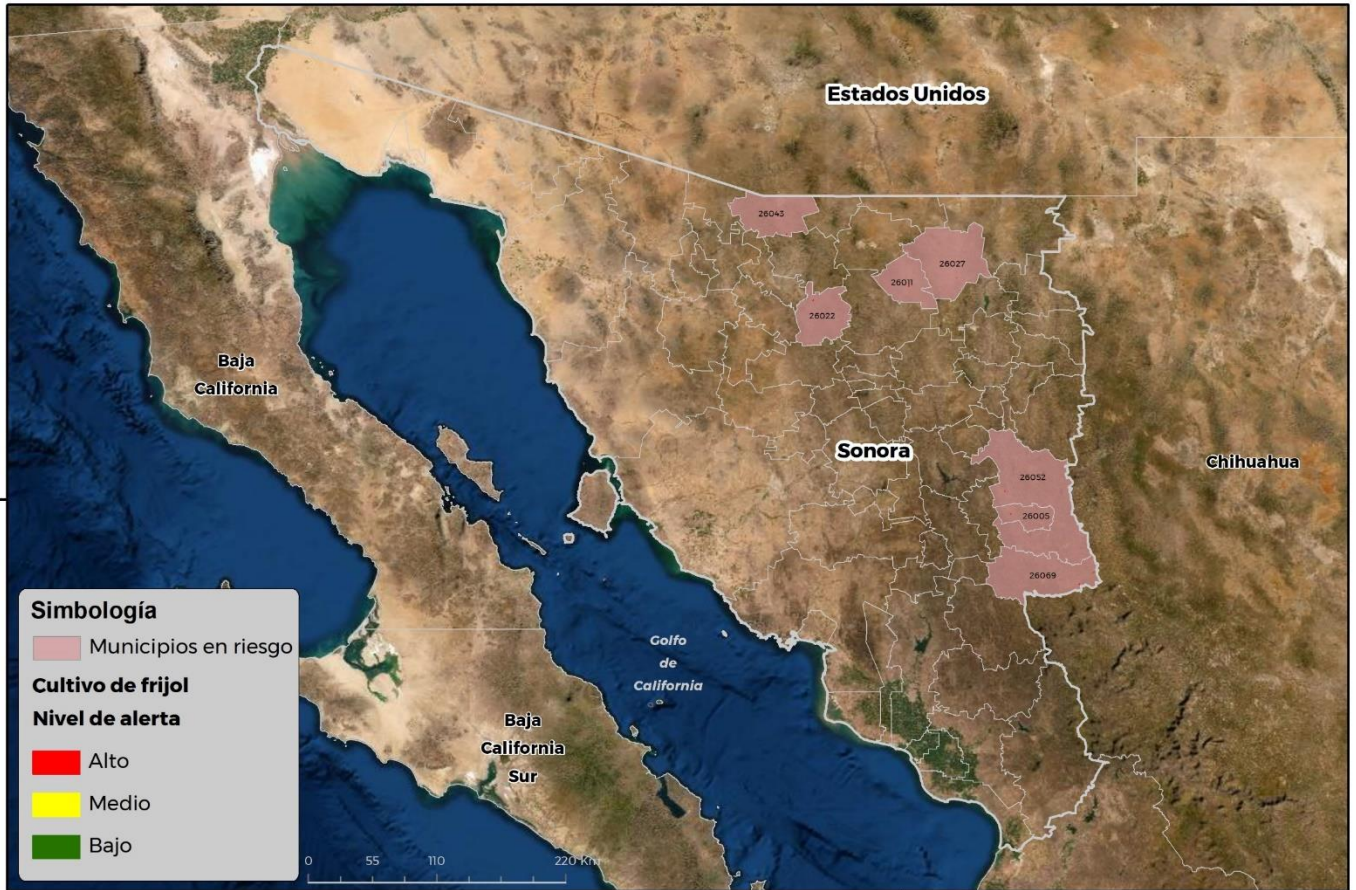 Estados Unidos
26043
26027
26011
26022
Baja
California
Sonora
Chihuahua
26052
26005
26069
Golfo
de
California
Baja
California
Sur
Simbología
Municipios en riesgo
Cultivo de frijol
Nivel de alerta
Alto
Medio
Bajo
0 55 110 220 Km